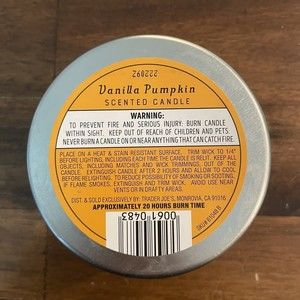 260222
Vanilla Pumpkin
SCENTED CANDLE
WARNING:
TO PREVENT FIRE AND SERIOUS INJURY: BURN CANDLE
WITHIN SIGHT. KEEP OUT OF REACH OF CHILDREN AND PETS.
NEVER BURN A CANDLE ON OR NEAR ANYTHING THAT CAN CATCH FIRE.
PLACE ON A HEAT & STAIN RESISTANT SURFACE. TRIM WICK TO 1/4"
BEFORE LIGHTING, INCLUDING EACH TIME THE CANDLE IS RELIT. KEEP ALL
OBJECTS, INCLUDING MATCHES AND WICK TRIMMINGS, OUT OF THE
CANDLE. EXTINGUISH CANDLE AFTER 2 HOURS AND ALLOW TO COOL
BEFORE RELIGHTING. TO REDUCE POSSIBILITY OF SMOKING OR SOOTING,
IF FLAME SMOKES, EXTINGUISH AND TRIM WICK. AVOID USE NEAR
VENTS OR IN DRAFTY AREAS.
DIST & SOLD EXCLUSIVELY BY: TRADER JOE'S, MONROVIA, CA 91016
APPROXIMATELY 20 HOURS BURN TIME
0061 0483